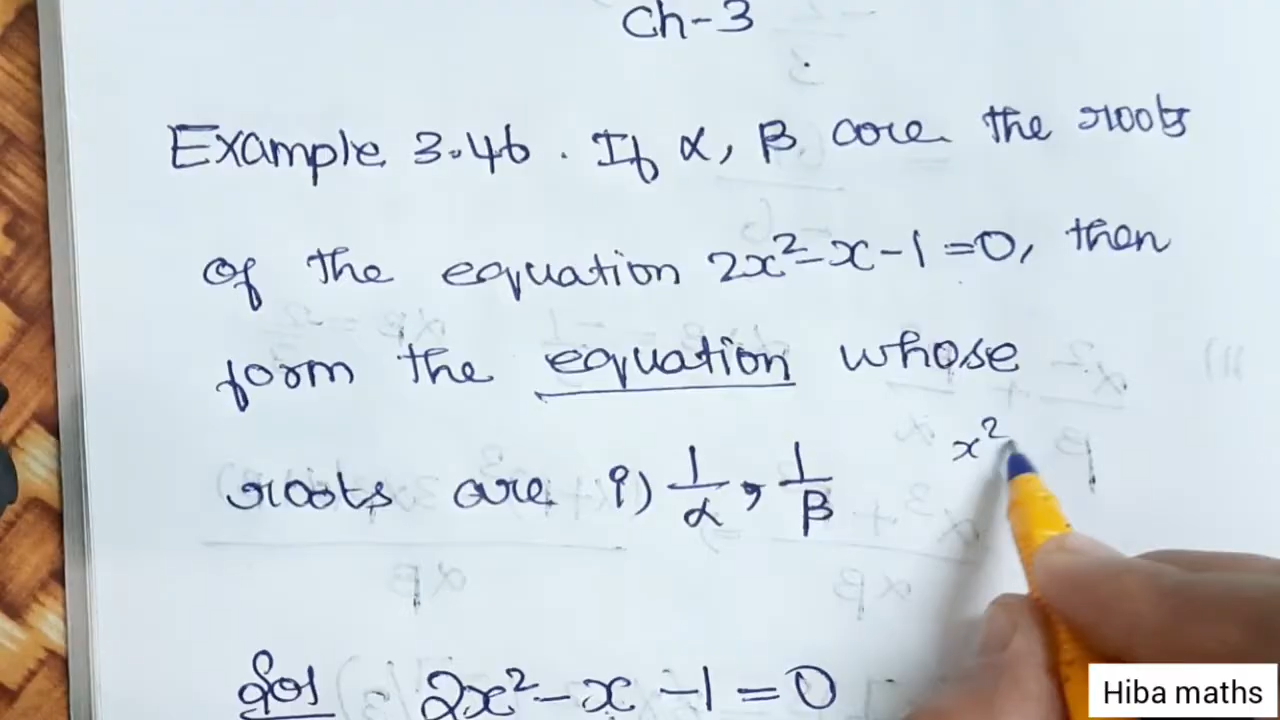 Ch-3
Example 3.46. If α, β are the roots
of the equation 2x²-x-1=0, then
form the equation whose
roots are i) 1/α, 1/β
x²
Sol 2x²-x-1=0
Hiba maths